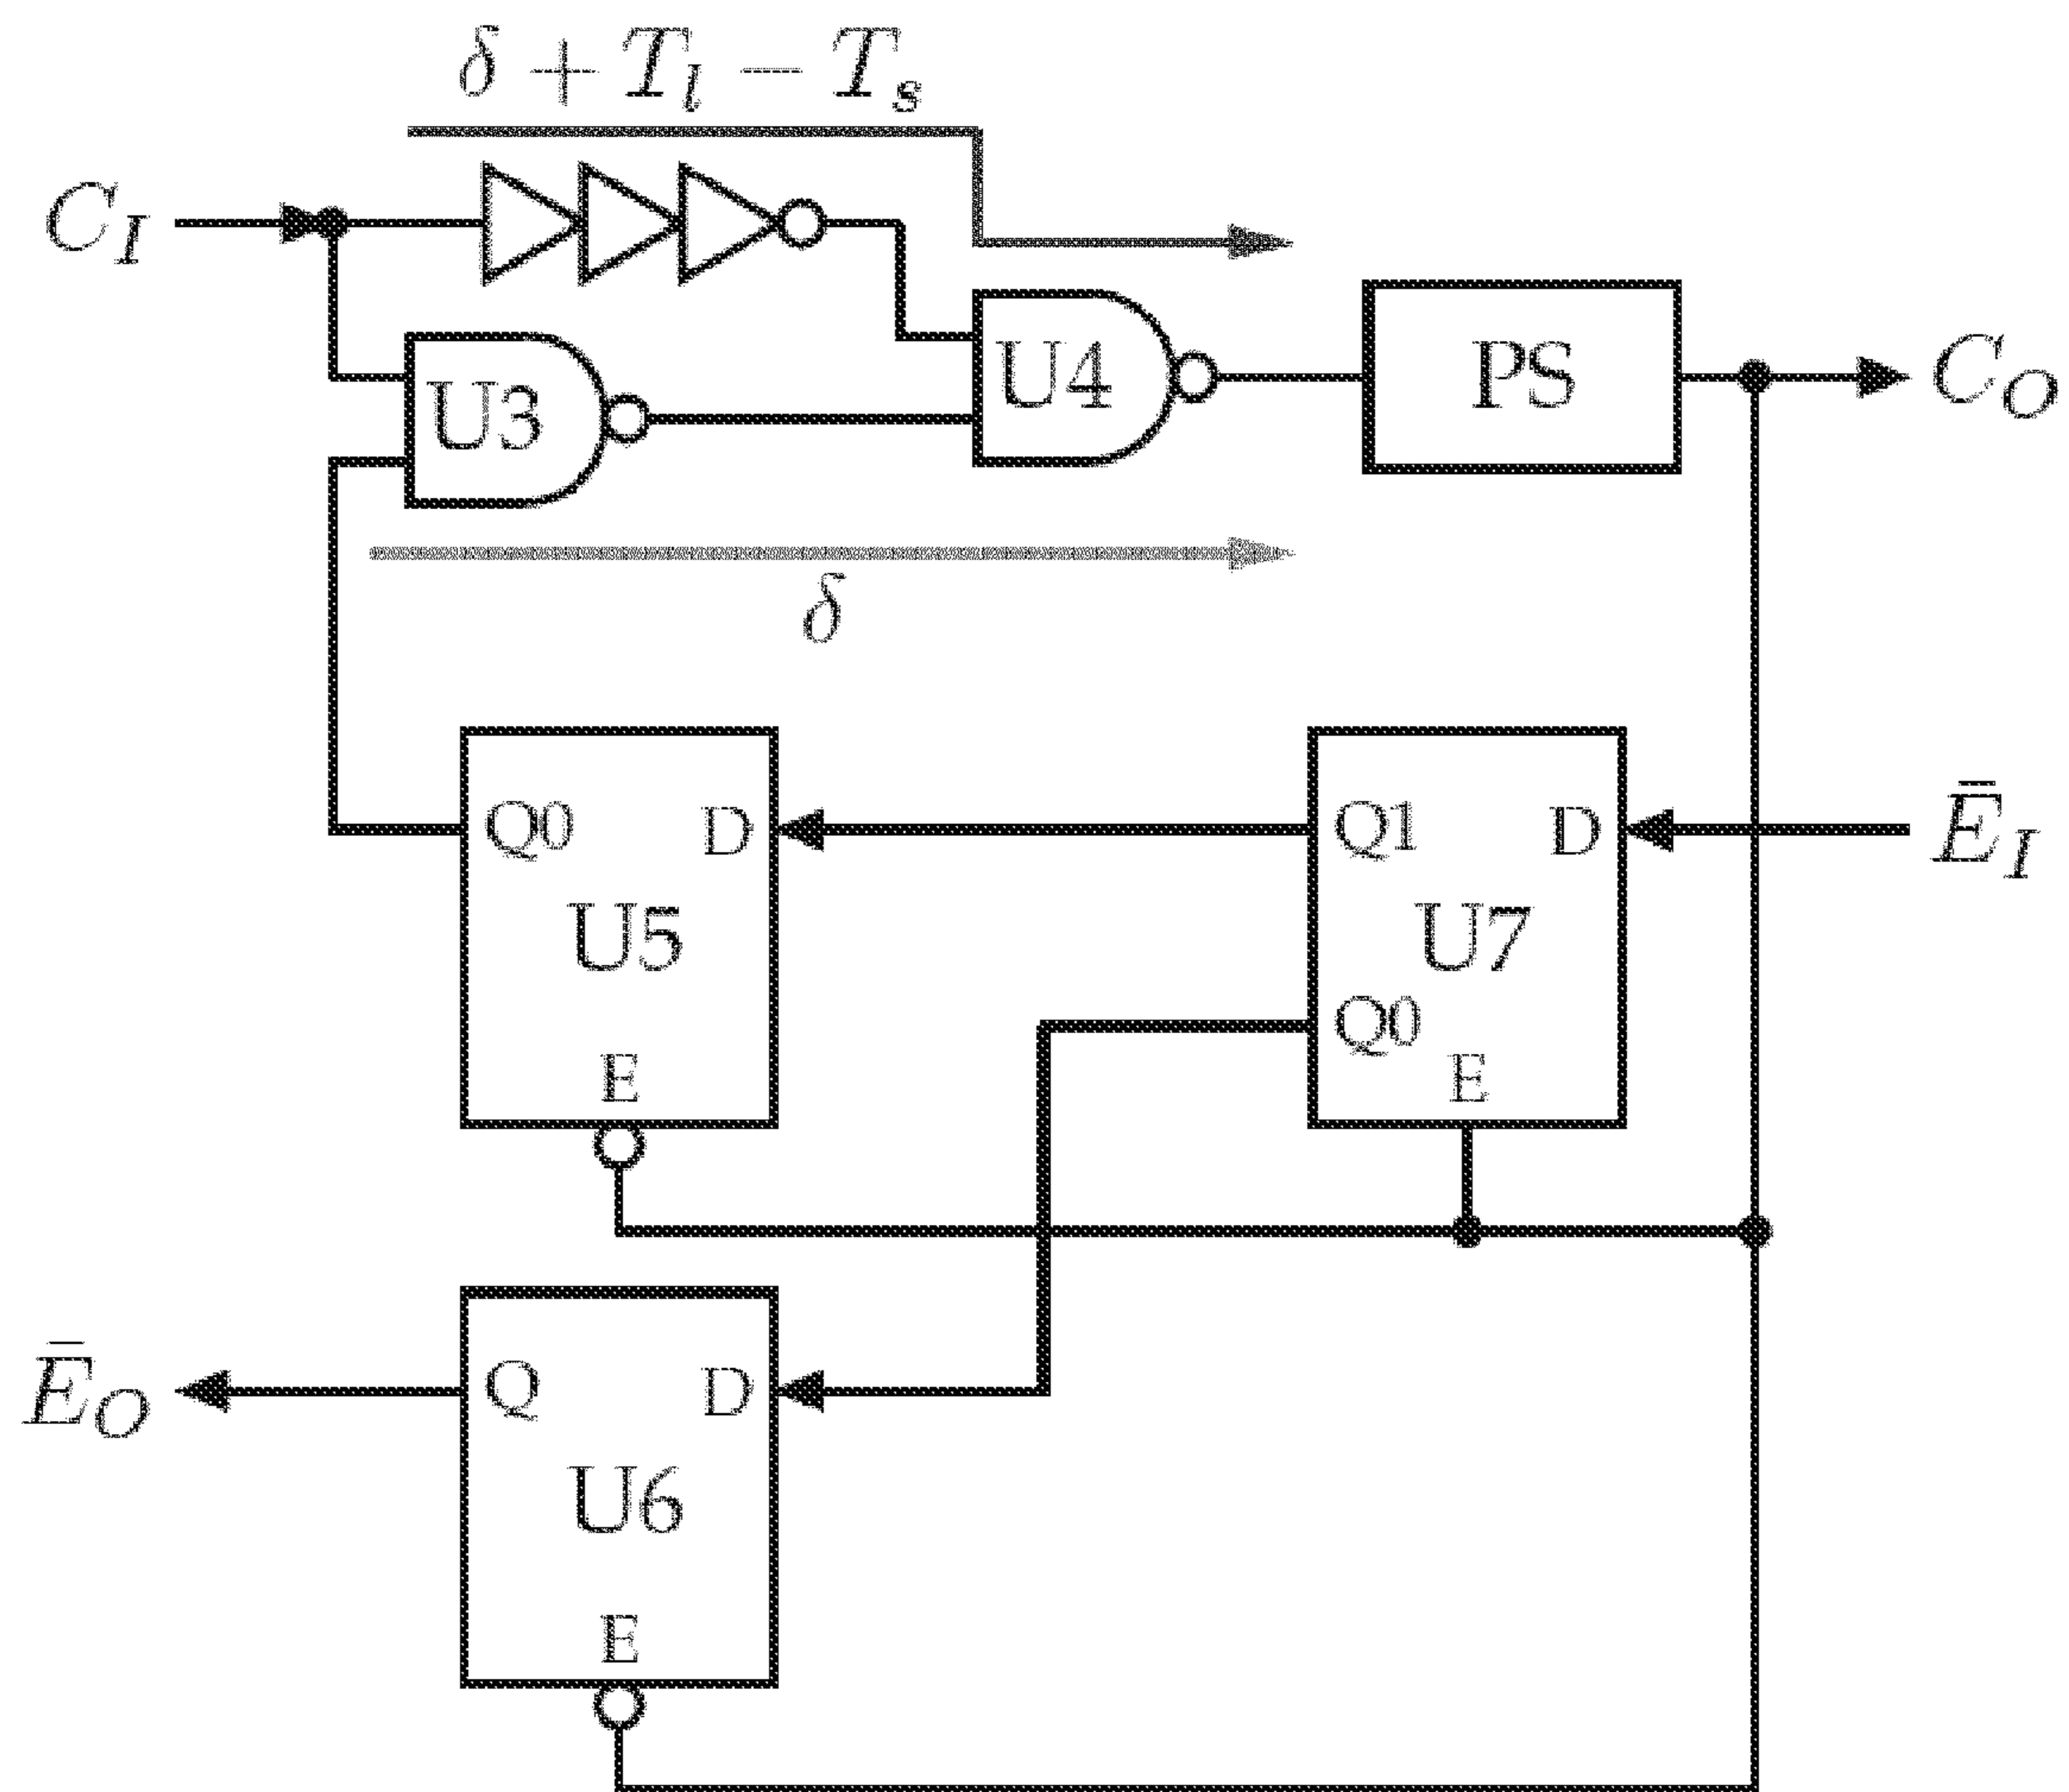 δ + T_l − T_s
C_I
U3
U4
PS
C_O
δ
Q0 D
U5
E
Q1 D
U7
Q0
E
Ē_I
Ē_O
Q D
U6
E